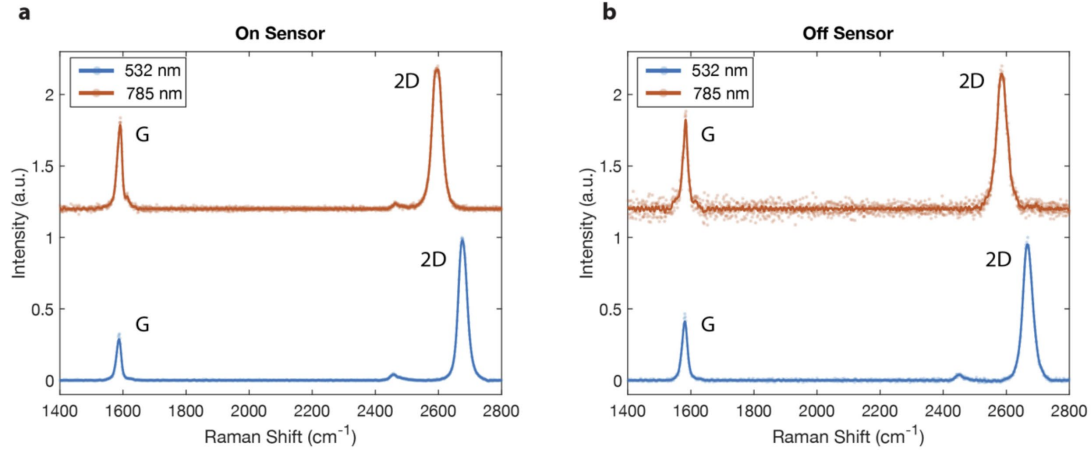 a
On Sensor
532 nm
785 nm
G
2D
G
2D
2
1.5
1
0.5
0
Intensity (a.u.)
1400 1600 1800 2000 2200 2400 2600 2800
Raman Shift (cm⁻¹)
b
Off Sensor
532 nm
785 nm
G
2D
G
2D
2
1.5
1
0.5
0
Intensity (a.u.)
1400 1600 1800 2000 2200 2400 2600 2800
Raman Shift (cm⁻¹)